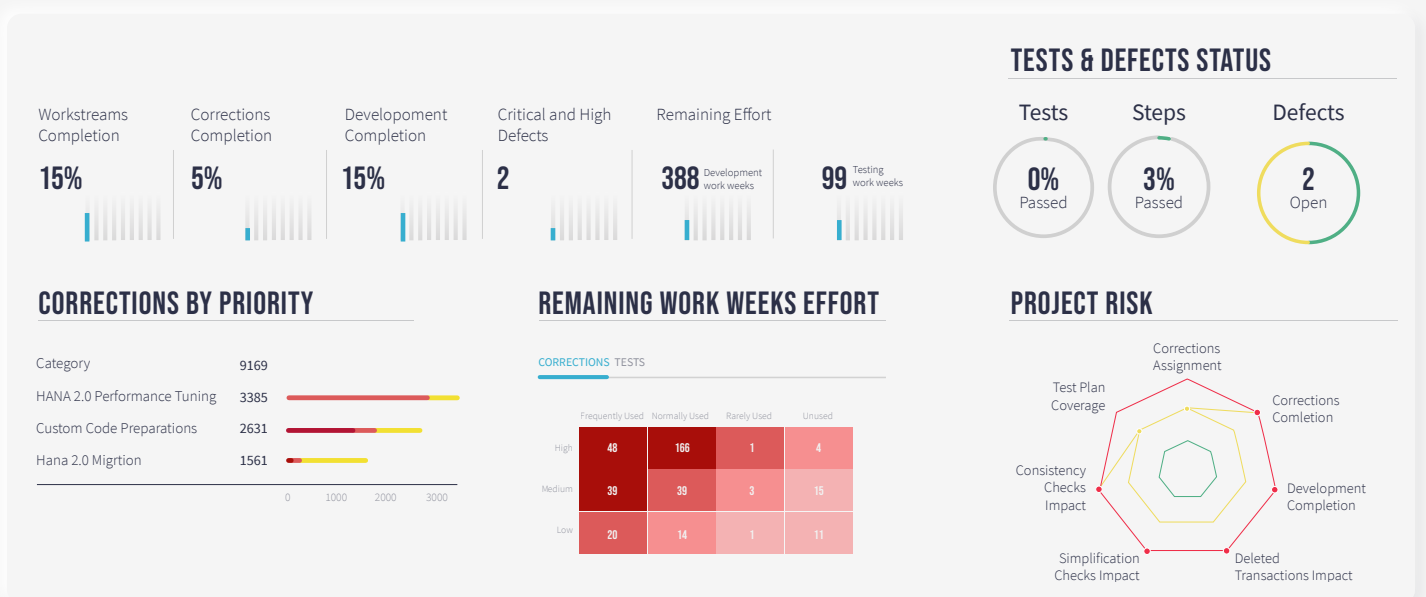 TESTS & DEFECTS STATUS
Workstreams
Completion
15%
Corrections
Completion
5%
Developoment
Completion
15%
Critical and High
Defects
2
Remaining Effort
388 Development
work weeks
99 Testing
work weeks
Tests
0%
Passed
Steps
3%
Passed
Defects
2
Open
CORRECTIONS BY PRIORITY
Category 9169
HANA 2.0 Performance Tuning 3385
Custom Code Preparations 2631
Hana 2.0 Migrtion 1561
0 1000 2000 3000
REMAINING WORK WEEKS EFFORT
CORRECTIONS TESTS
Frequently Used Normally Used Rarely Used Unused
High 48 166 1 4
Medium 39 39 3 15
Low 20 14 1 11
PROJECT RISK
Corrections
Assignment
Test Plan
Coverage
Corrections
Comletion
Consistency
Checks
Impact
Development
Completion
Simplification
Checks Impact
Deleted
Transactions Impact